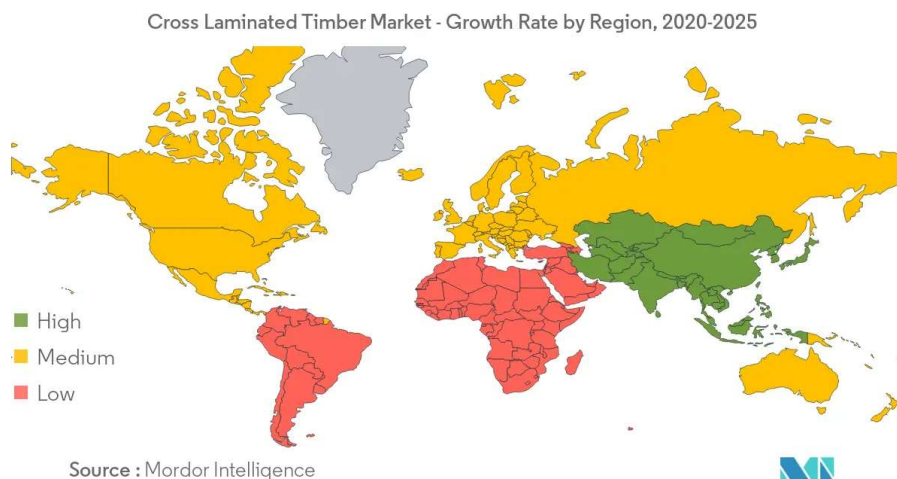 Cross Laminated Timber Market - Growth Rate by Region, 2020-2025
High
Medium
Low
Source : Mordor Intelligence